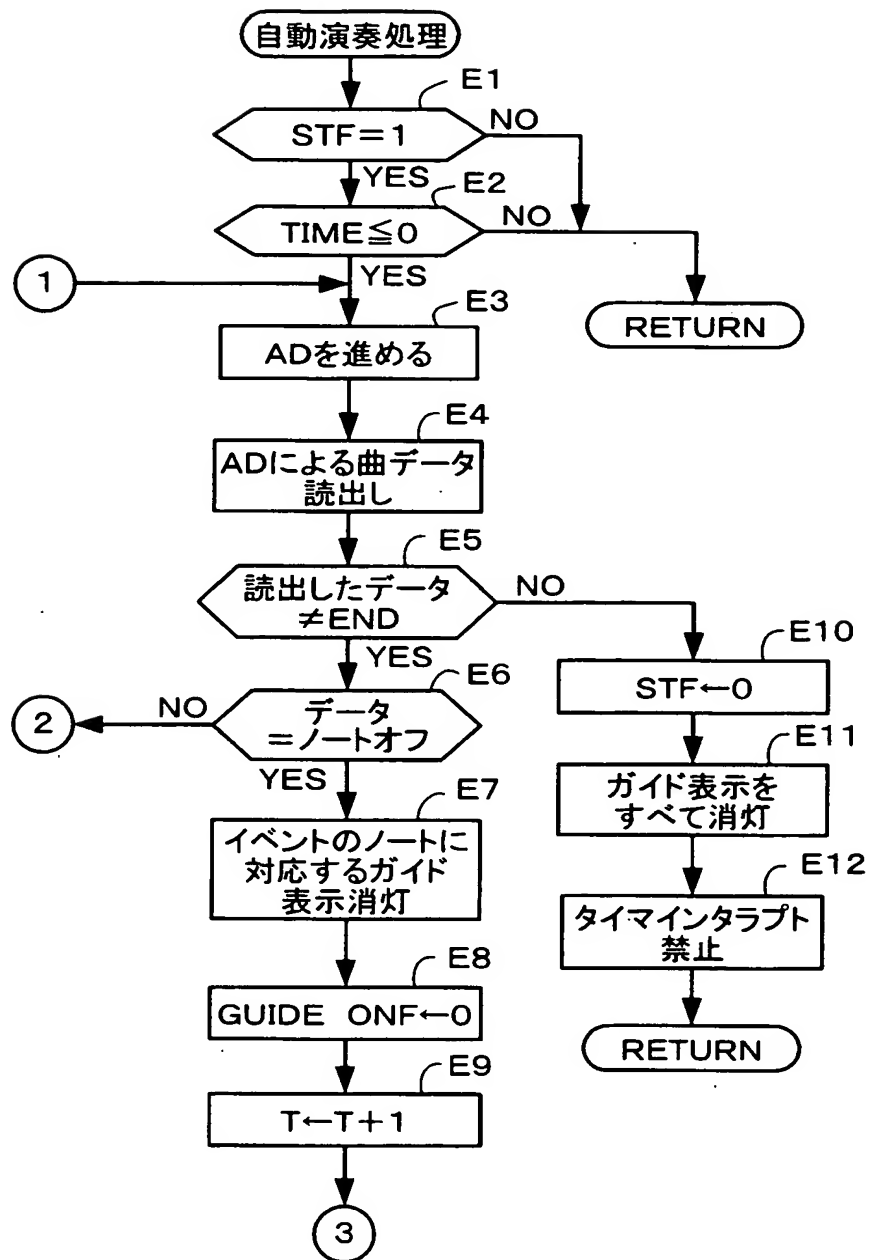 自動演奏処理
E1
STF=1
NO
YES
E2
TIME≦0
NO
YES
1
E3
RETURN
ADを進める
E4
ADによる曲データ
読出し
E5
読出したデータ
≠END
NO
YES
E6
E10
STF←0
2
NO
データ
=ノートオフ
YES
E11
ガイド表示を
すべて消灯
E7
イベントのノートに
対応するガイド
表示消灯
E12
タイマインタラプト
禁止
E8
GUIDE ONF←0
RETURN
E9
T←T+1
3